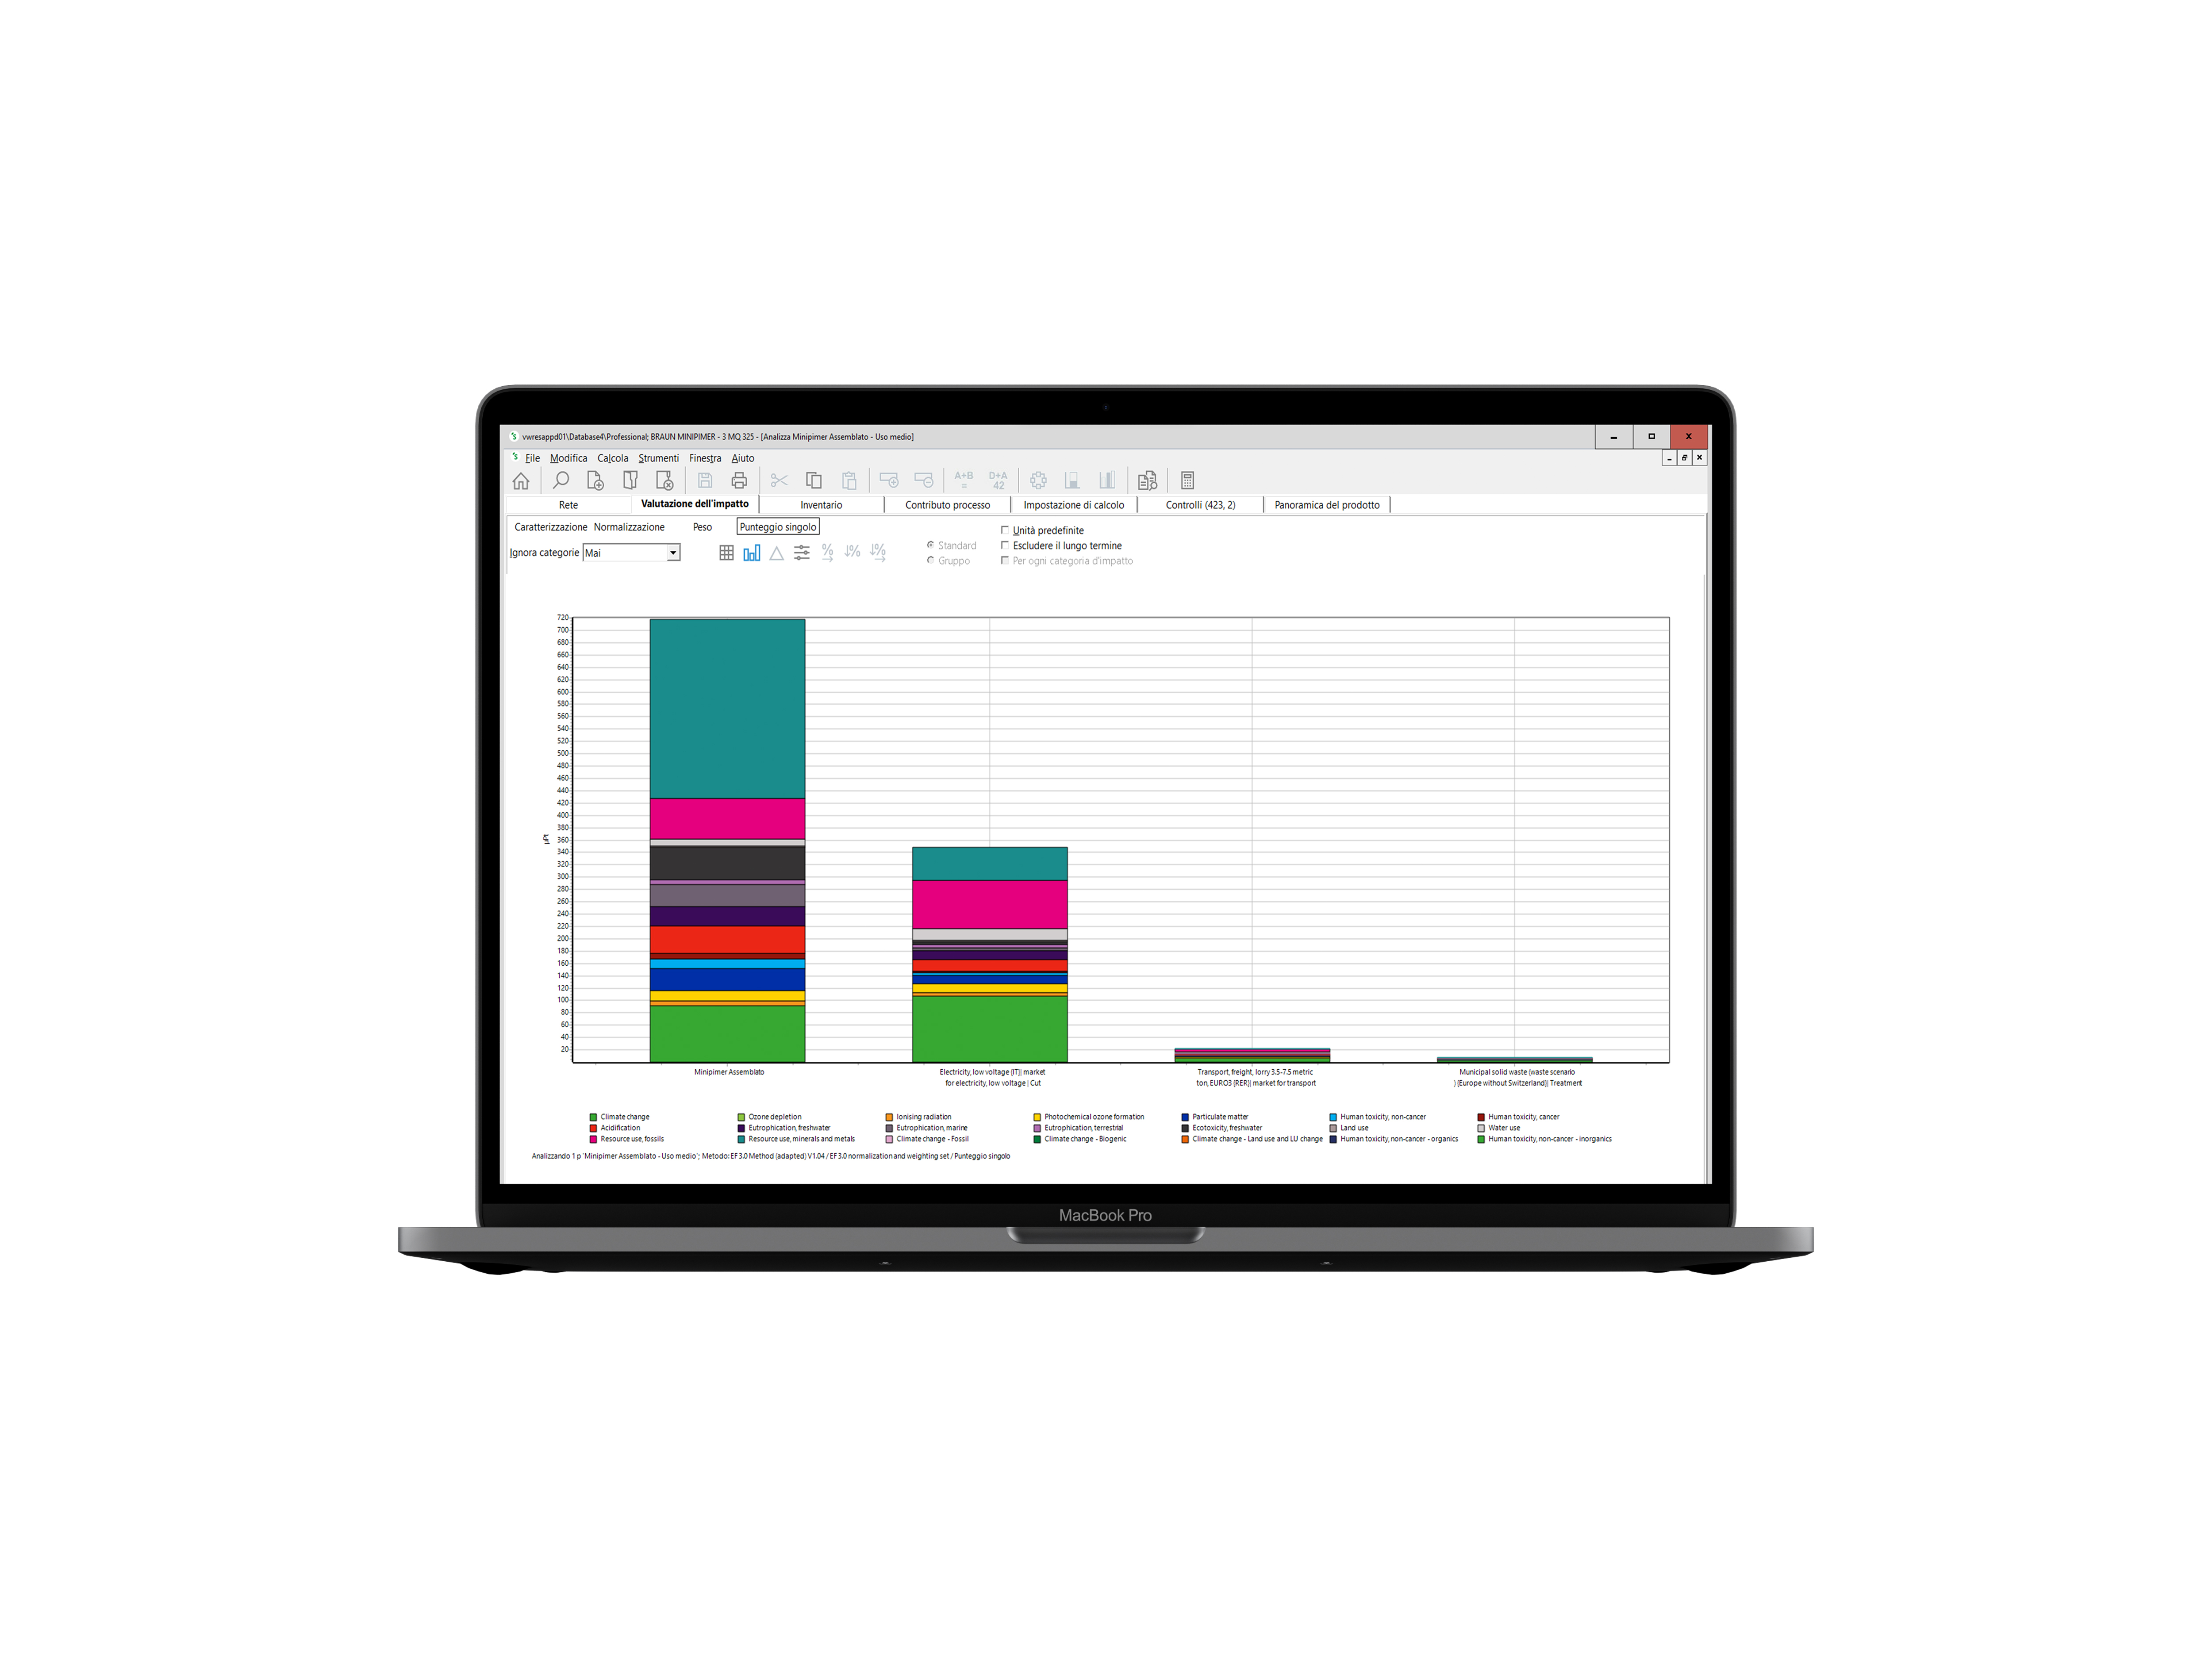 vwresappd01\Database4\Professional; BRAUN MINIPIMER - 3 MQ 325 - [Analizza Minipimer Assemblato - Uso medio]
File Modifica Calcola Strumenti Finestra Aiuto
A+B = D+A 42
Rete Valutazione dell'impatto Inventario Contributo processo Impostazione di calcolo Controlli (423, 2) Panoramica del prodotto
Caratterizzazione Normalizzazione Peso Punteggio singolo
Unità predefinite
Ignora categorie Mai % ↓% ↓%
Standard Escludere il lungo termine
Gruppo Per ogni categoria d'impatto
720
700
680
660
640
620
600
580
560
540
520
500
480
460
440
420
400
380
360
340
320
300
280
260
240
220
200
180
160
140
120
100
80
60
40
20
µPt
Minipimer Assemblato
Electricity, low voltage {IT}| market
for electricity, low voltage | Cut
Transport, freight, lorry 3.5-7.5 metric
ton, EURO3 {RER}| market for transport
Municipal solid waste (waste scenario
) {Europe without Switzerland}| Treatment
Climate change Ozone depletion Ionising radiation Photochemical ozone formation Particulate matter Human toxicity, non-cancer Human toxicity, cancer
Acidification Eutrophication, freshwater Eutrophication, marine Eutrophication, terrestrial Ecotoxicity, freshwater Land use Water use
Resource use, fossils Resource use, minerals and metals Climate change - Fossil Climate change - Biogenic Climate change - Land use and LU change Human toxicity, non-cancer - organics Human toxicity, non-cancer - inorganics
Analizzando 1 p 'Minipimer Assemblato - Uso medio'; Metodo: EF 3.0 Method (adapted) V1.04 / EF 3.0 normalization and weighting set / Punteggio singolo
MacBook Pro